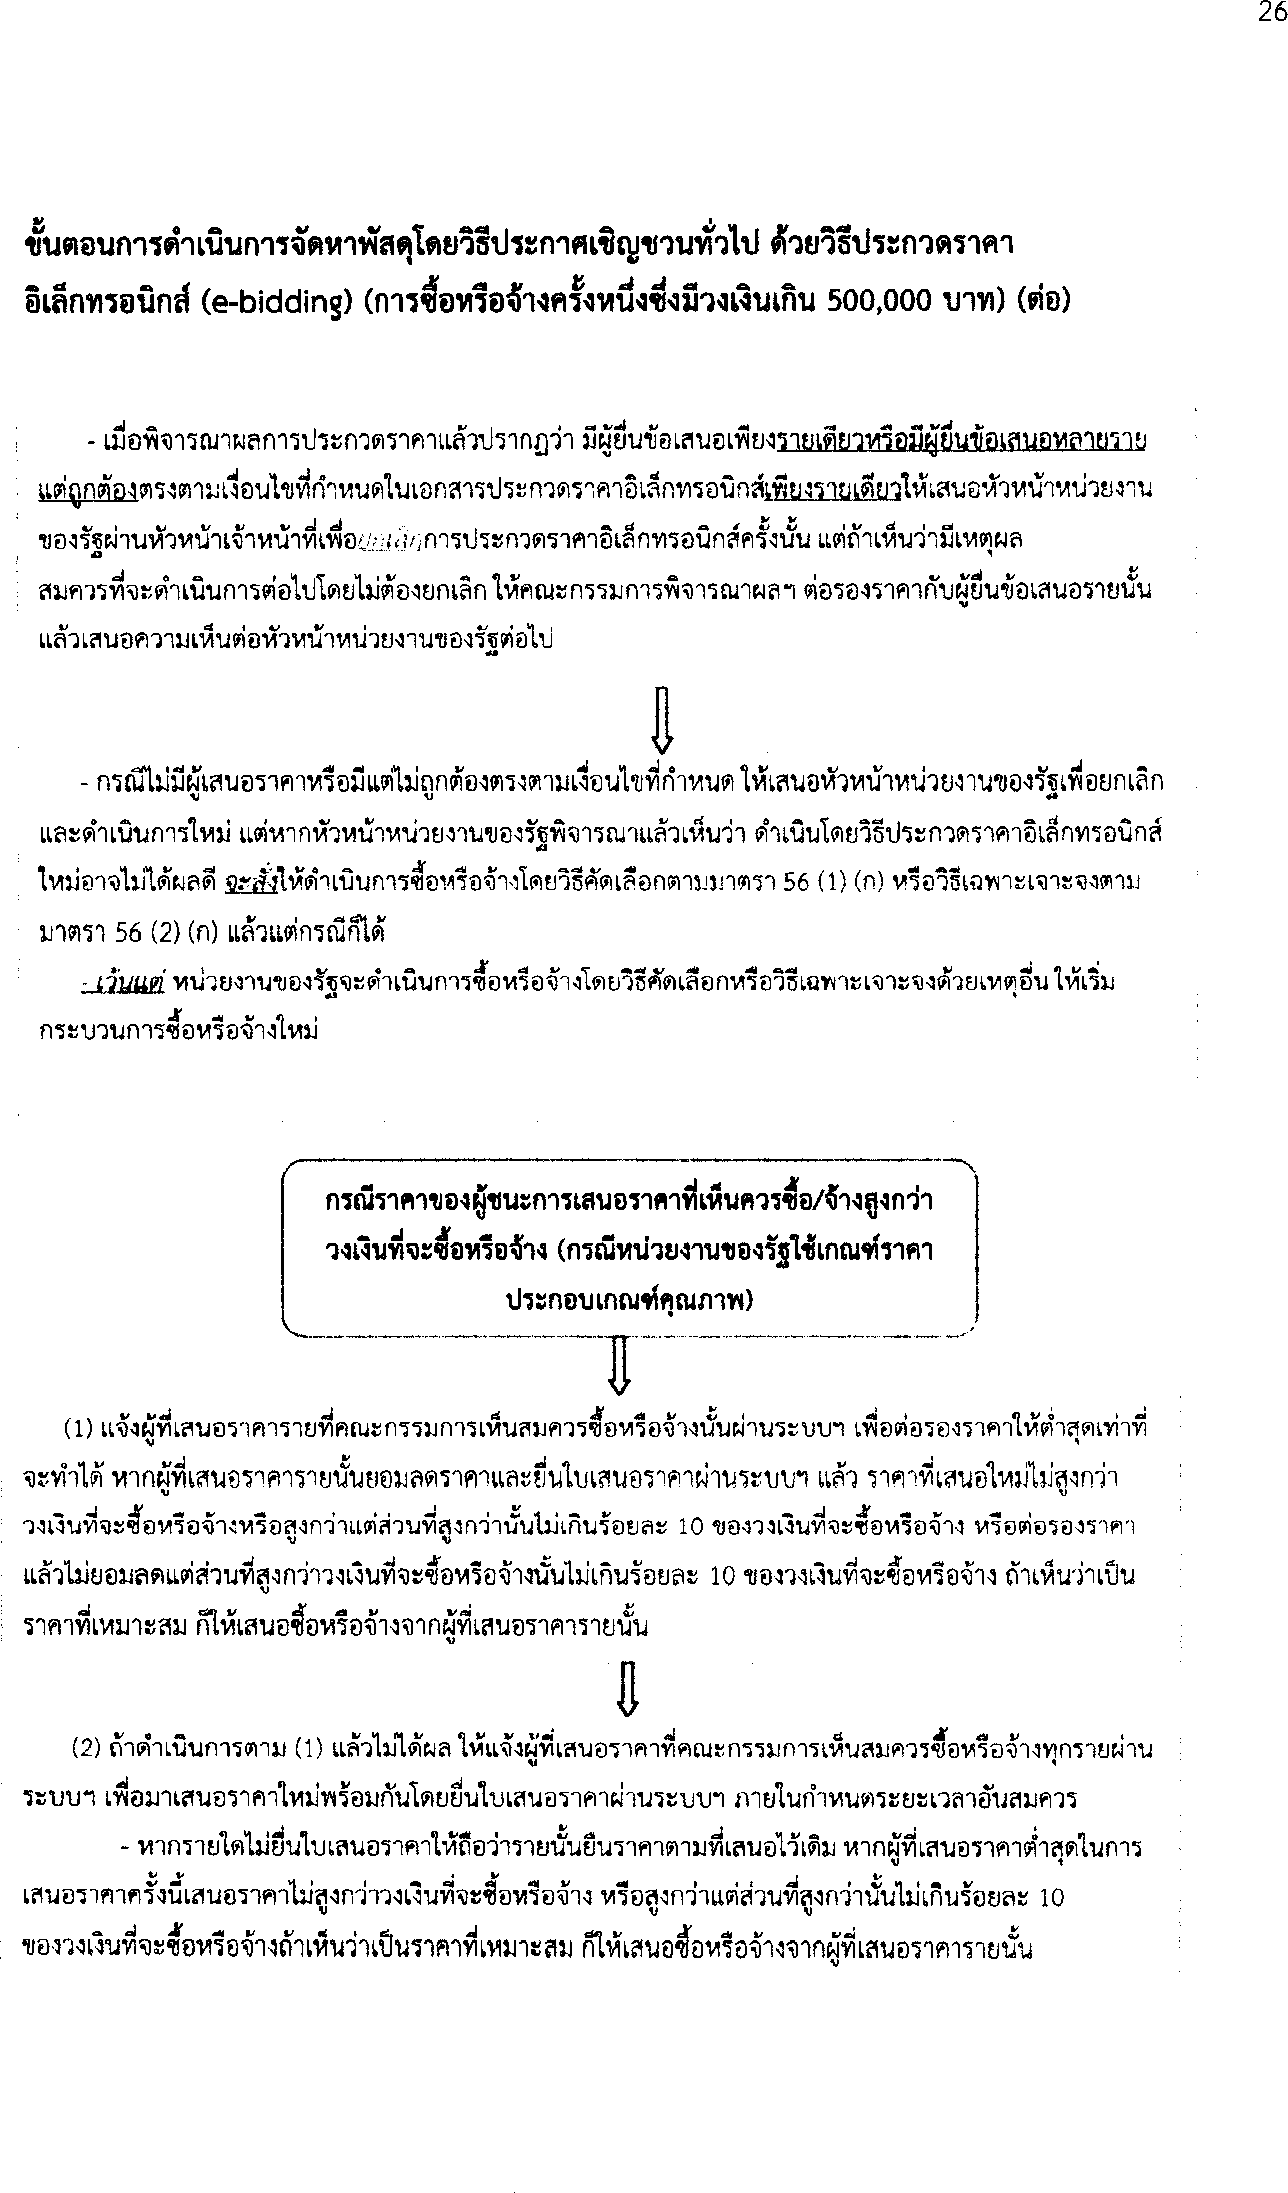 26
ขั้นตอนการดำเนินการจัดหาพัสดุโดยวิธีประกาศเชิญชวนทั่วไป ด้วยวิธีประกวดราคา
อิเล็กทรอนิกส์ (e-bidding) (การซื้อหรือจ้างครั้งหนึ่งซึ่งมีวงเงินเกิน 500,000 บาท) (ต่อ)
- เมื่อพิจารณาผลการประกวดราคาแล้วปรากฏว่า มีผู้ยื่นข้อเสนอเพียงรายเดียวหรือมีผู้ยื่นข้อเสนอหลายราย
แต่ถูกต้องตรงตามเงื่อนไขที่กำหนดในเอกสารประกวดราคาอิเล็กทรอนิกส์เพียงรายเดียวให้เสนอหัวหน้าหน่วยงาน
ของรัฐผ่านหัวหน้าเจ้าหน้าที่เพื่อ การประกวดราคาอิเล็กทรอนิกส์ครั้งนั้น แต่ถ้าเห็นว่ามีเหตุผล
สมควรที่จะดำเนินการต่อไปโดยไม่ต้องยกเลิก ให้คณะกรรมการพิจารณาผลฯ ต่อรองราคากับผู้ยื่นข้อเสนอรายนั้น
แล้วเสนอความเห็นต่อหัวหน้าหน่วยงานของรัฐต่อไป
- กรณีไม่มีผู้เสนอราคาหรือมีแต่ไม่ถูกต้องตรงตามเงื่อนไขที่กำหนด ให้เสนอหัวหน้าหน่วยงานของรัฐเพื่อยกเลิก
และดำเนินการใหม่ แต่หากหัวหน้าหน่วยงานของรัฐพิจารณาแล้วเห็นว่า ดำเนินโดยวิธีประกวดราคาอิเล็กทรอนิกส์
ใหม่อาจไม่ได้ผลดี จะสั่งให้ดำเนินการซื้อหรือจ้างโดยวิธีคัดเลือกตามมาตรา 56 (1) (ก) หรือวิธีเฉพาะเจาะจงตาม
มาตรา 56 (2) (ก) แล้วแต่กรณีก็ได้
- เว้นแต่ หน่วยงานของรัฐจะดำเนินการซื้อหรือจ้างโดยวิธีคัดเลือกหรือวิธีเฉพาะเจาะจงด้วยเหตุอื่น ให้เริ่ม
กระบวนการซื้อหรือจ้างใหม่
กรณีราคาของผู้ชนะการเสนอราคาที่เห็นควรซื้อ/จ้างสูงกว่า
วงเงินที่จะซื้อหรือจ้าง (กรณีหน่วยงานของรัฐใช้เกณฑ์ราคา
ประกอบเกณฑ์คุณภาพ)
(1) แจ้งผู้ที่เสนอราคารายที่คณะกรรมการเห็นสมควรซื้อหรือจ้างนั้นผ่านระบบฯ เพื่อต่อรองราคาให้ต่ำสุดเท่าที่
จะทำได้ หากผู้ที่เสนอราคารายนั้นยอมลดราคาและยื่นใบเสนอราคาผ่านระบบฯ แล้ว ราคาที่เสนอใหม่ไม่สูงกว่า
วงเงินที่จะซื้อหรือจ้างหรือสูงกว่าแต่ส่วนที่สูงกว่านั้นไม่เกินร้อยละ 10 ของวงเงินที่จะซื้อหรือจ้าง หรือต่อรองราคา
แล้วไม่ยอมลดแต่ส่วนที่สูงกว่าวงเงินที่จะซื้อหรือจ้างนั้นไม่เกินร้อยละ 10 ของวงเงินที่จะซื้อหรือจ้าง ถ้าเห็นว่าเป็น
ราคาที่เหมาะสม ก็ให้เสนอซื้อหรือจ้างจากผู้ที่เสนอราคารายนั้น
(2) ถ้าดำเนินการตาม (1) แล้วไม่ได้ผล ให้แจ้งผู้ที่เสนอราคาที่คณะกรรมการเห็นสมควรซื้อหรือจ้างทุกรายผ่าน
ระบบฯ เพื่อมาเสนอราคาใหม่พร้อมกันโดยยื่นใบเสนอราคาผ่านระบบฯ ภายในกำหนดระยะเวลาอันสมควร
- หากรายใดไม่ยื่นใบเสนอราคาให้ถือว่ารายนั้นยืนราคาตามที่เสนอไว้เดิม หากผู้ที่เสนอราคาต่ำสุดในการ
เสนอราคาครั้งนี้เสนอราคาไม่สูงกว่าวงเงินที่จะซื้อหรือจ้าง หรือสูงกว่าแต่ส่วนที่สูงกว่านั้นไม่เกินร้อยละ 10
ของวงเงินที่จะซื้อหรือจ้างถ้าเห็นว่าเป็นราคาที่เหมาะสม ก็ให้เสนอซื้อหรือจ้างจากผู้ที่เสนอราคารายนั้น